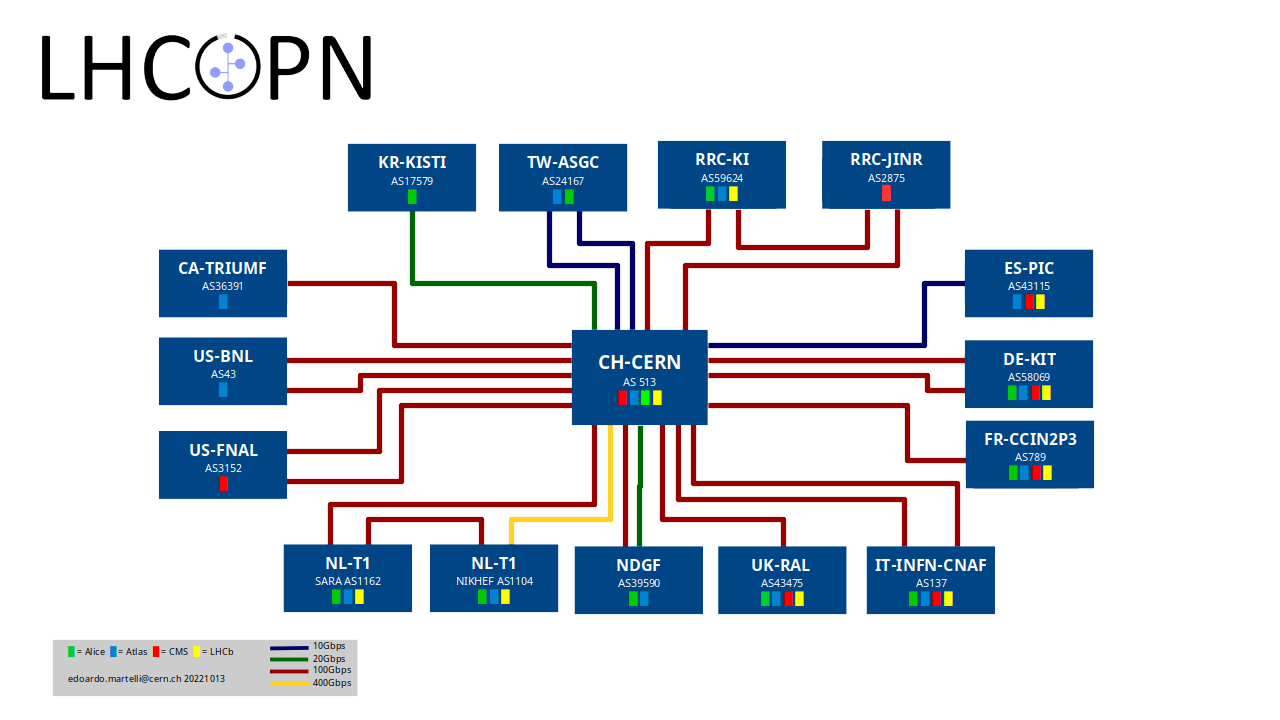 LHCOPN
KR-KISTI
AS17579
TW-ASGC
AS24167
RRC-KI
AS59624
RRC-JINR
AS2875
CA-TRIUMF
AS36391
ES-PIC
AS43115
US-BNL
AS43
CH-CERN
AS 513
DE-KIT
AS58069
US-FNAL
AS3152
FR-CCIN2P3
AS789
NL-T1
SARA AS1162
NL-T1
NIKHEF AS1104
NDGF
AS39590
UK-RAL
AS43475
IT-INFN-CNAF
AS137
= Alice = Atlas = CMS = LHCb
edoardo.martelli@cern.ch 20221013
10Gbps
20Gbps
100Gbps
400Gbps